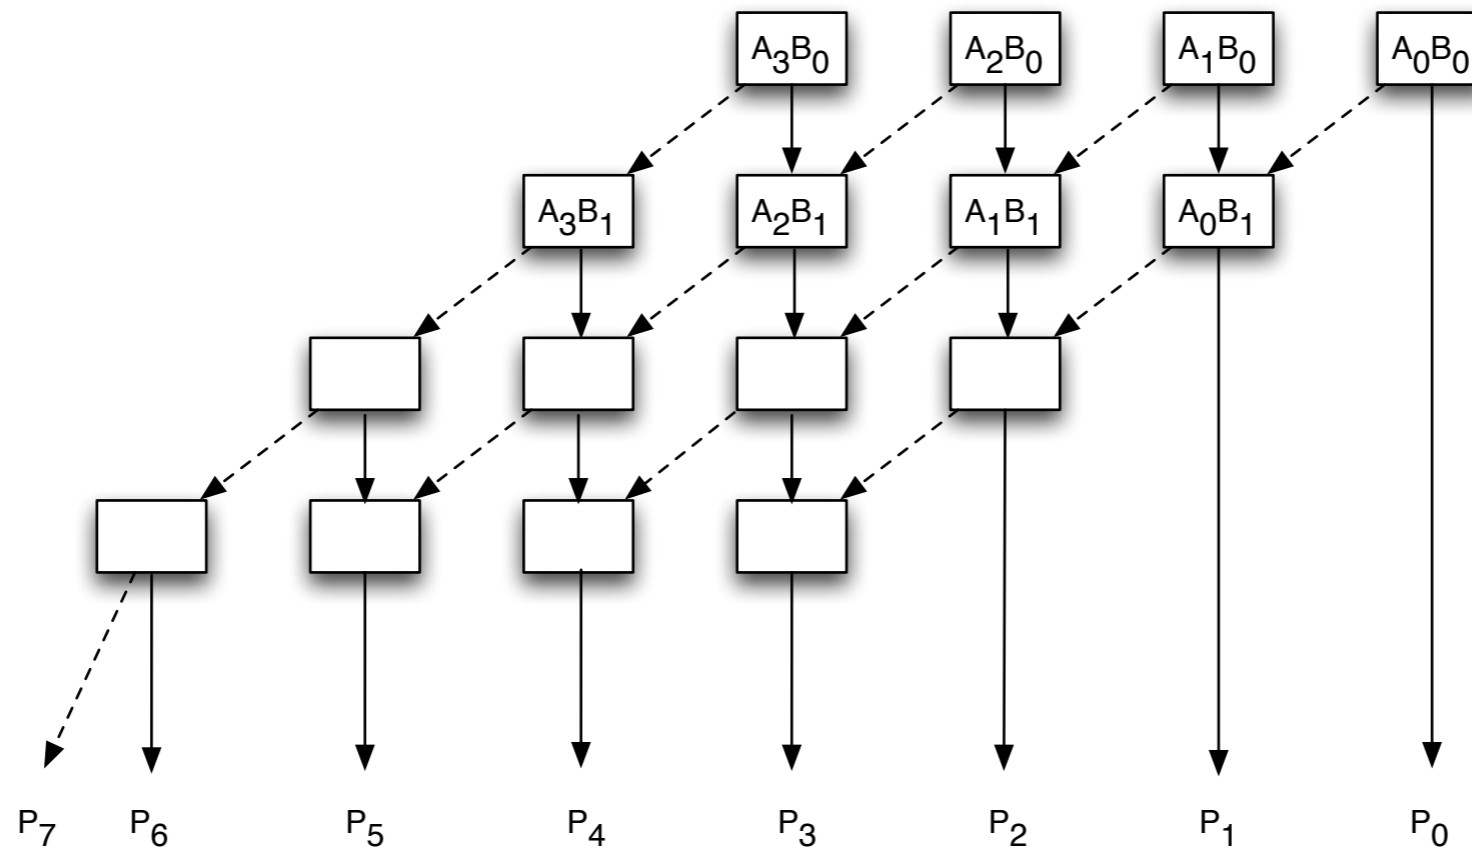 A₃B₀ A₂B₀ A₁B₀ A₀B₀
A₃B₁ A₂B₁ A₁B₁ A₀B₁
P₇ P₆ P₅ P₄ P₃ P₂ P₁ P₀